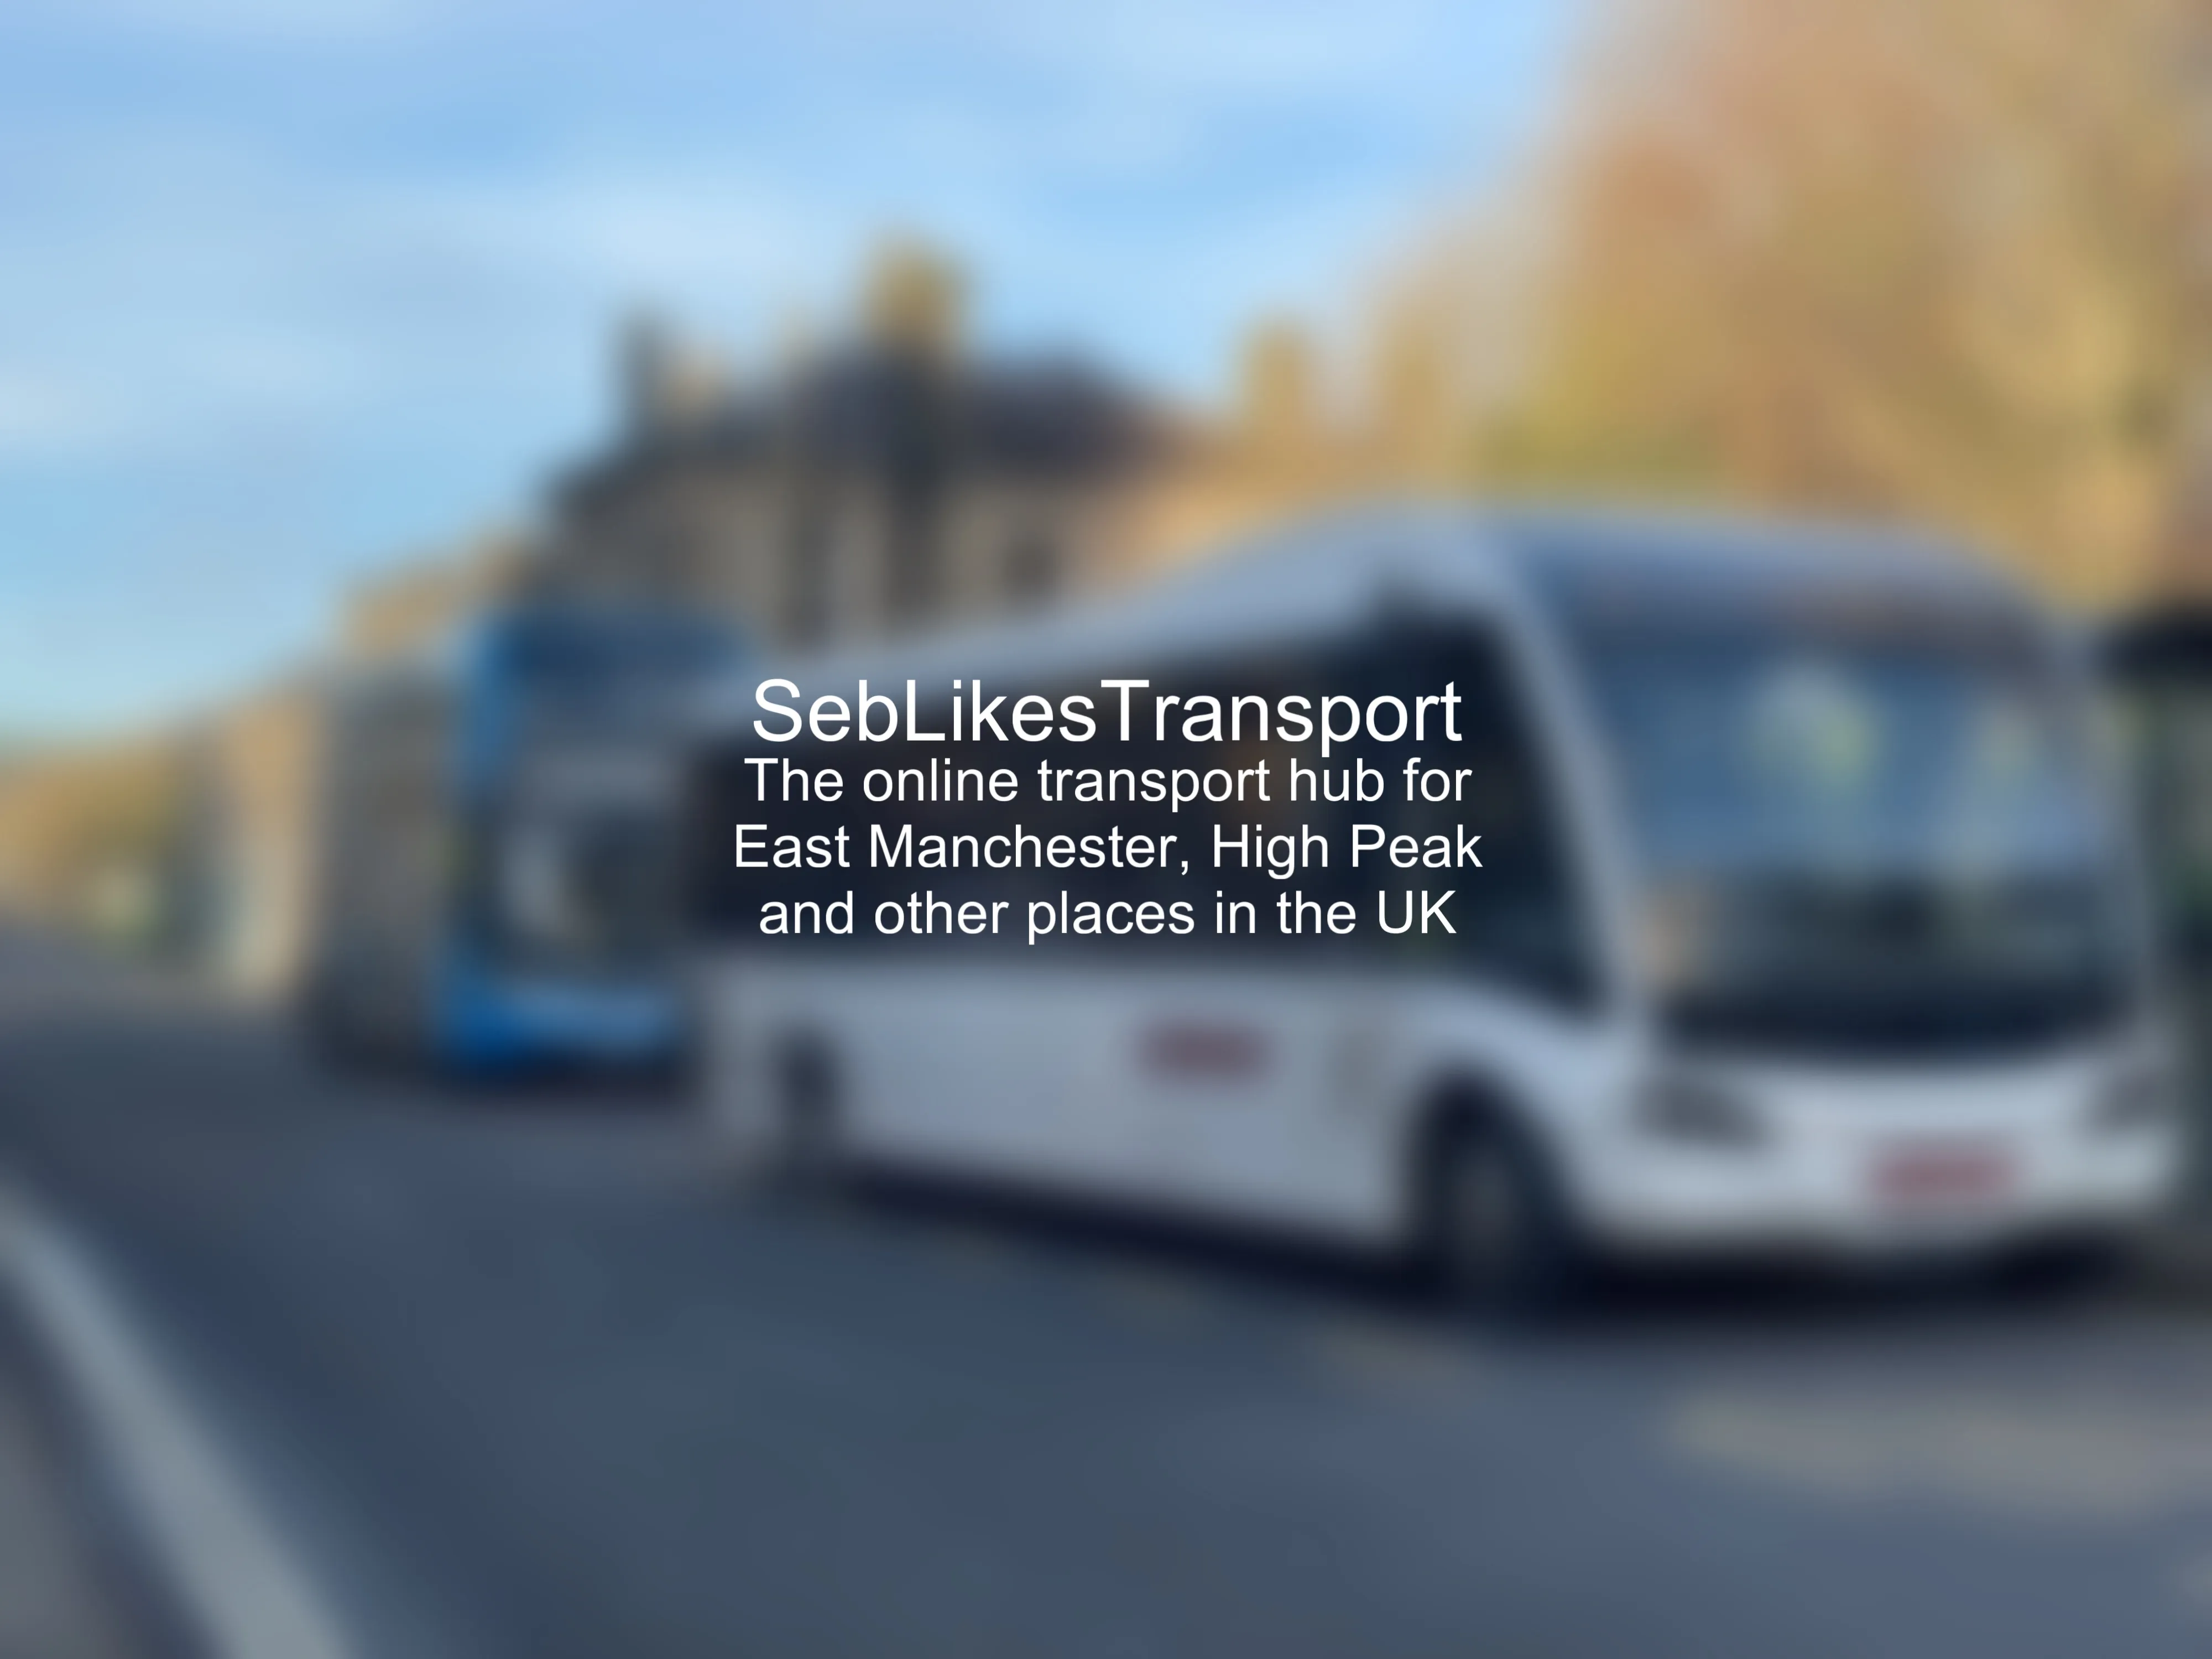 SebLikesTransport
The online transport hub for
East Manchester, High Peak
and other places in the UK